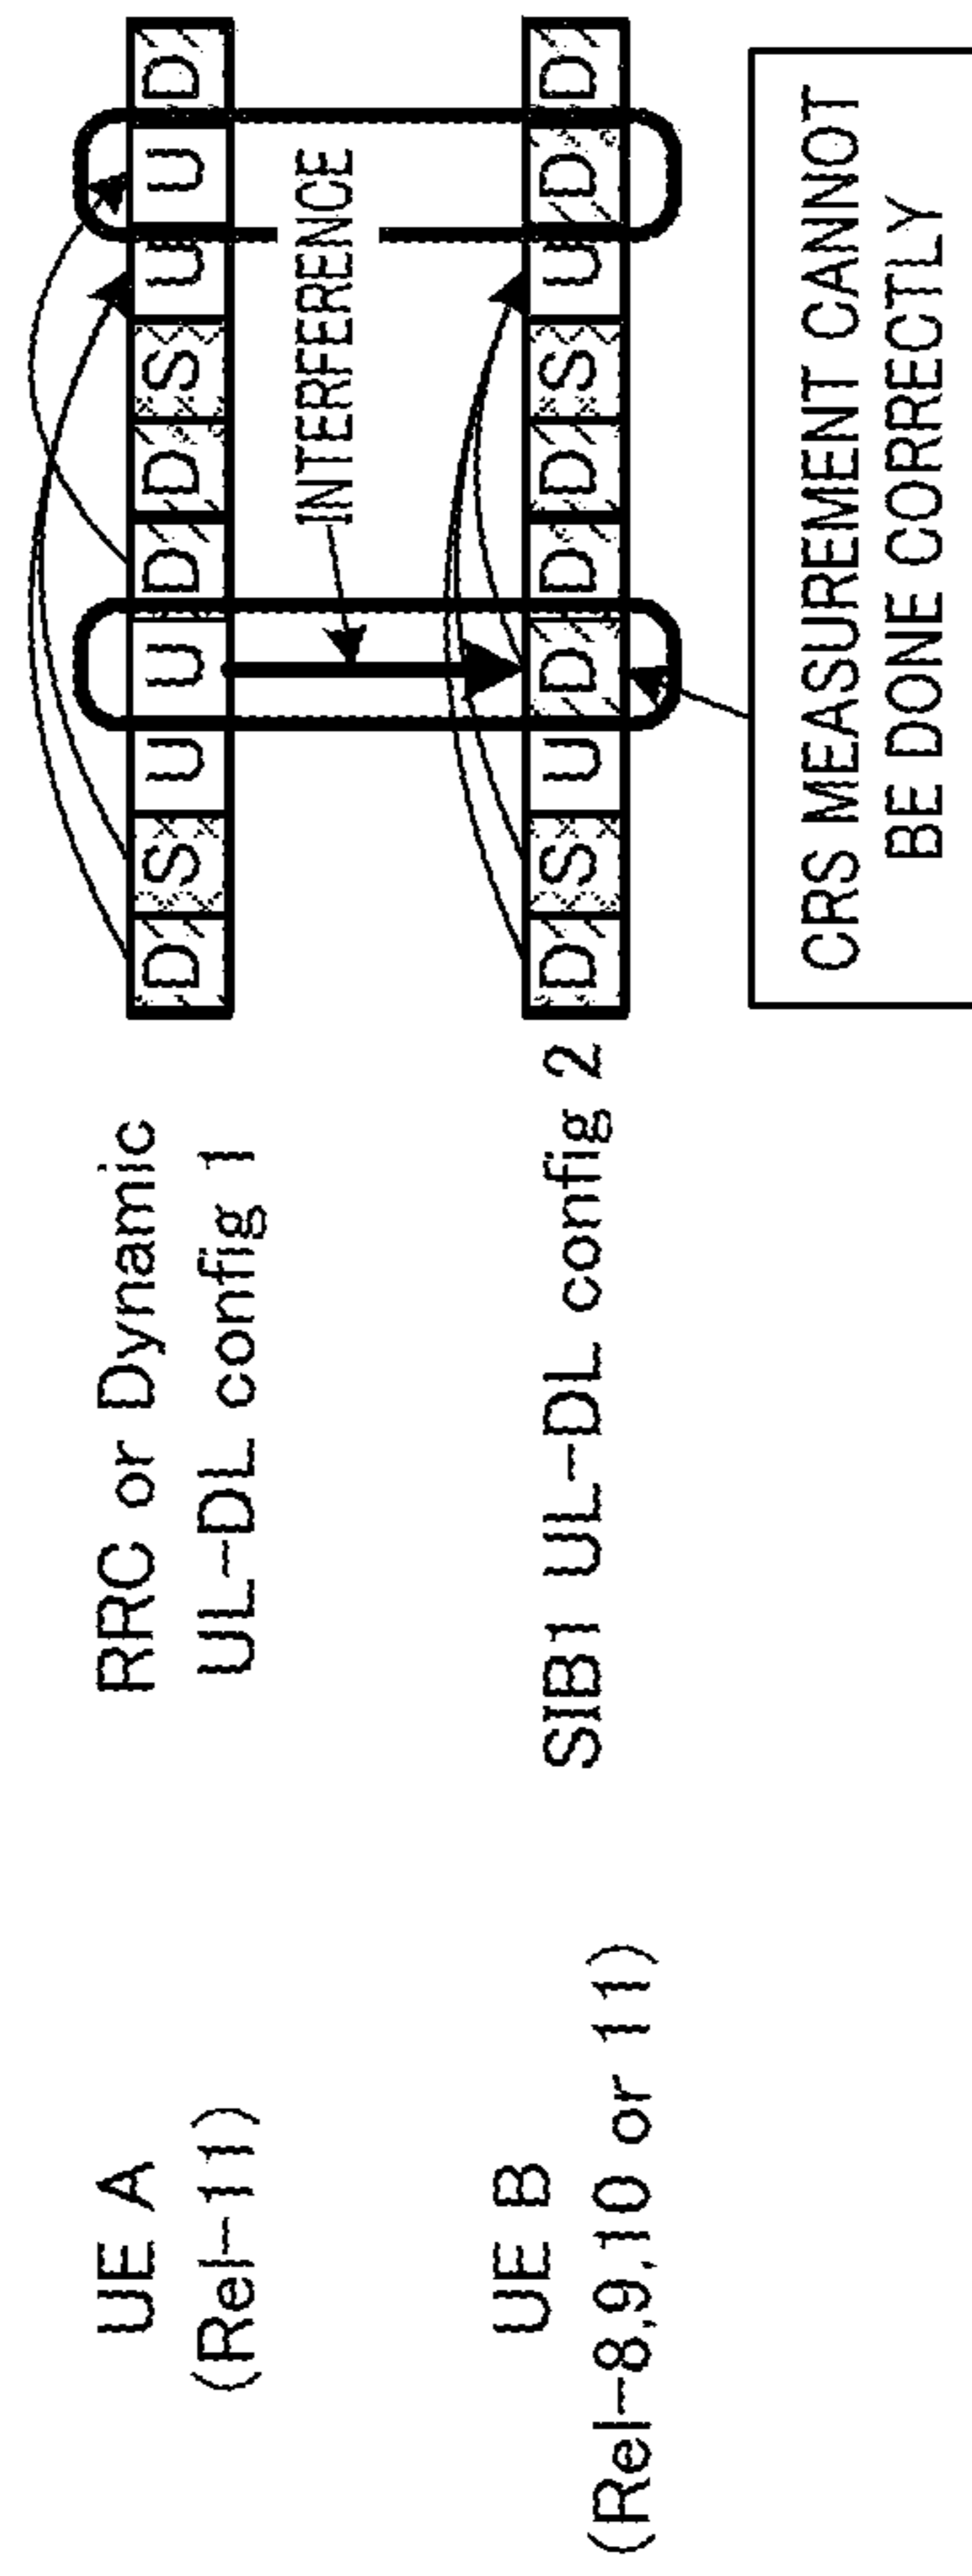 UE A
(Rel-11)
RRC or Dynamic
UL-DL config 1
D S U U D D S U U D
INTERFERENCE
UE B
(Rel-8,9,10 or 11)
SIB1 UL-DL config 2
D S U D D D S U D D
CRS MEASUREMENT CANNOT
BE DONE CORRECTLY